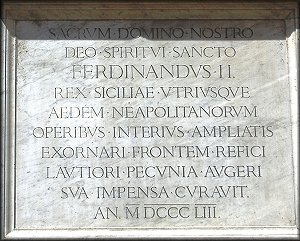 SACRVM · DOMINO · NOSTRO
DEO · SPIRITVI · SANCTO
FERDINANDVS · II.
REX · SICILIAE · VTRIVSQVE
AEDEM · NEAPOLITANORVM
OPERIBVS · INTERIVS · AMPLIATIS
EXORNARI · FRONTEM · REFICI
LAVTIORI · PECVNIA · AVGERI
SVA · IMPENSA · CVRAVIT.
AN. M DCCC LIII.